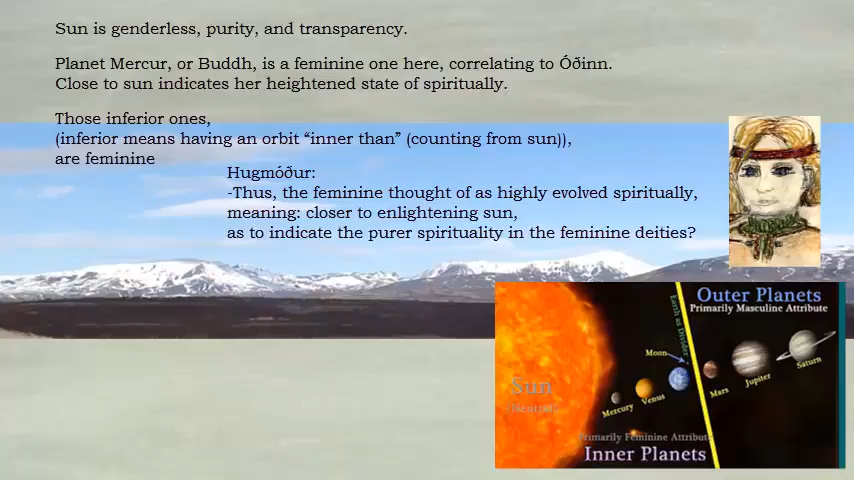 Sun is genderless, purity, and transparency.
Planet Mercur, or Buddh, is a feminine one here, correlating to Óðinn.
Close to sun indicates her heightened state of spiritually.
Those inferior ones,
(inferior means having an orbit “inner than” (counting from sun)),
are feminine
Hugmóður:
-Thus, the feminine thought of as highly evolved spiritually,
meaning: closer to enlightening sun,
as to indicate the purer spirituality in the feminine deities?
Outer Planets
Primarily Masculine Attribute
Earth as Divider
Moon
Sun
Neutral
Mercury
Venus
Mars
Jupiter
Saturn
Primarily Feminine Attribute
Inner Planets